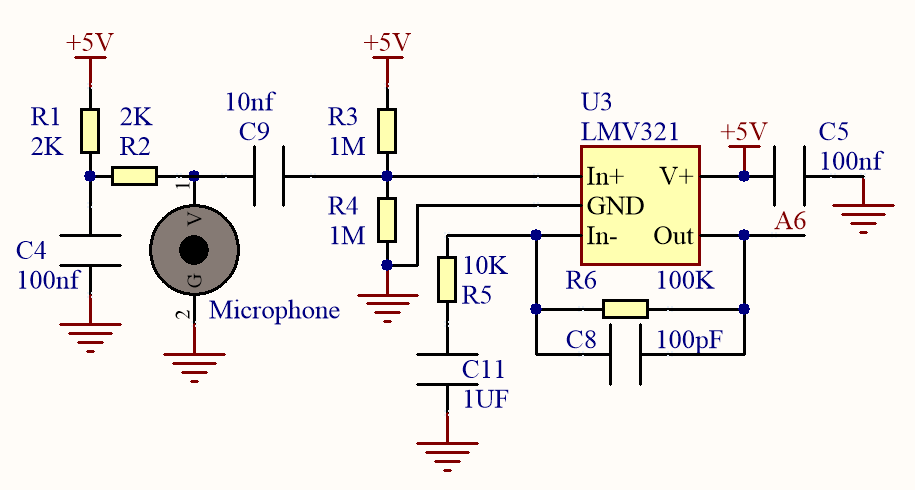 +5V
+5V
R1
2K
2K
R2
10nf
C9
R3
1M
U3
LMV321
+5V
C5
100nf
1
V
G
2
Microphone
C4
100nf
R4
1M
In+
V+
GND
In-
Out
A6
10K
R5
R6
100K
C8
100pF
C11
1UF